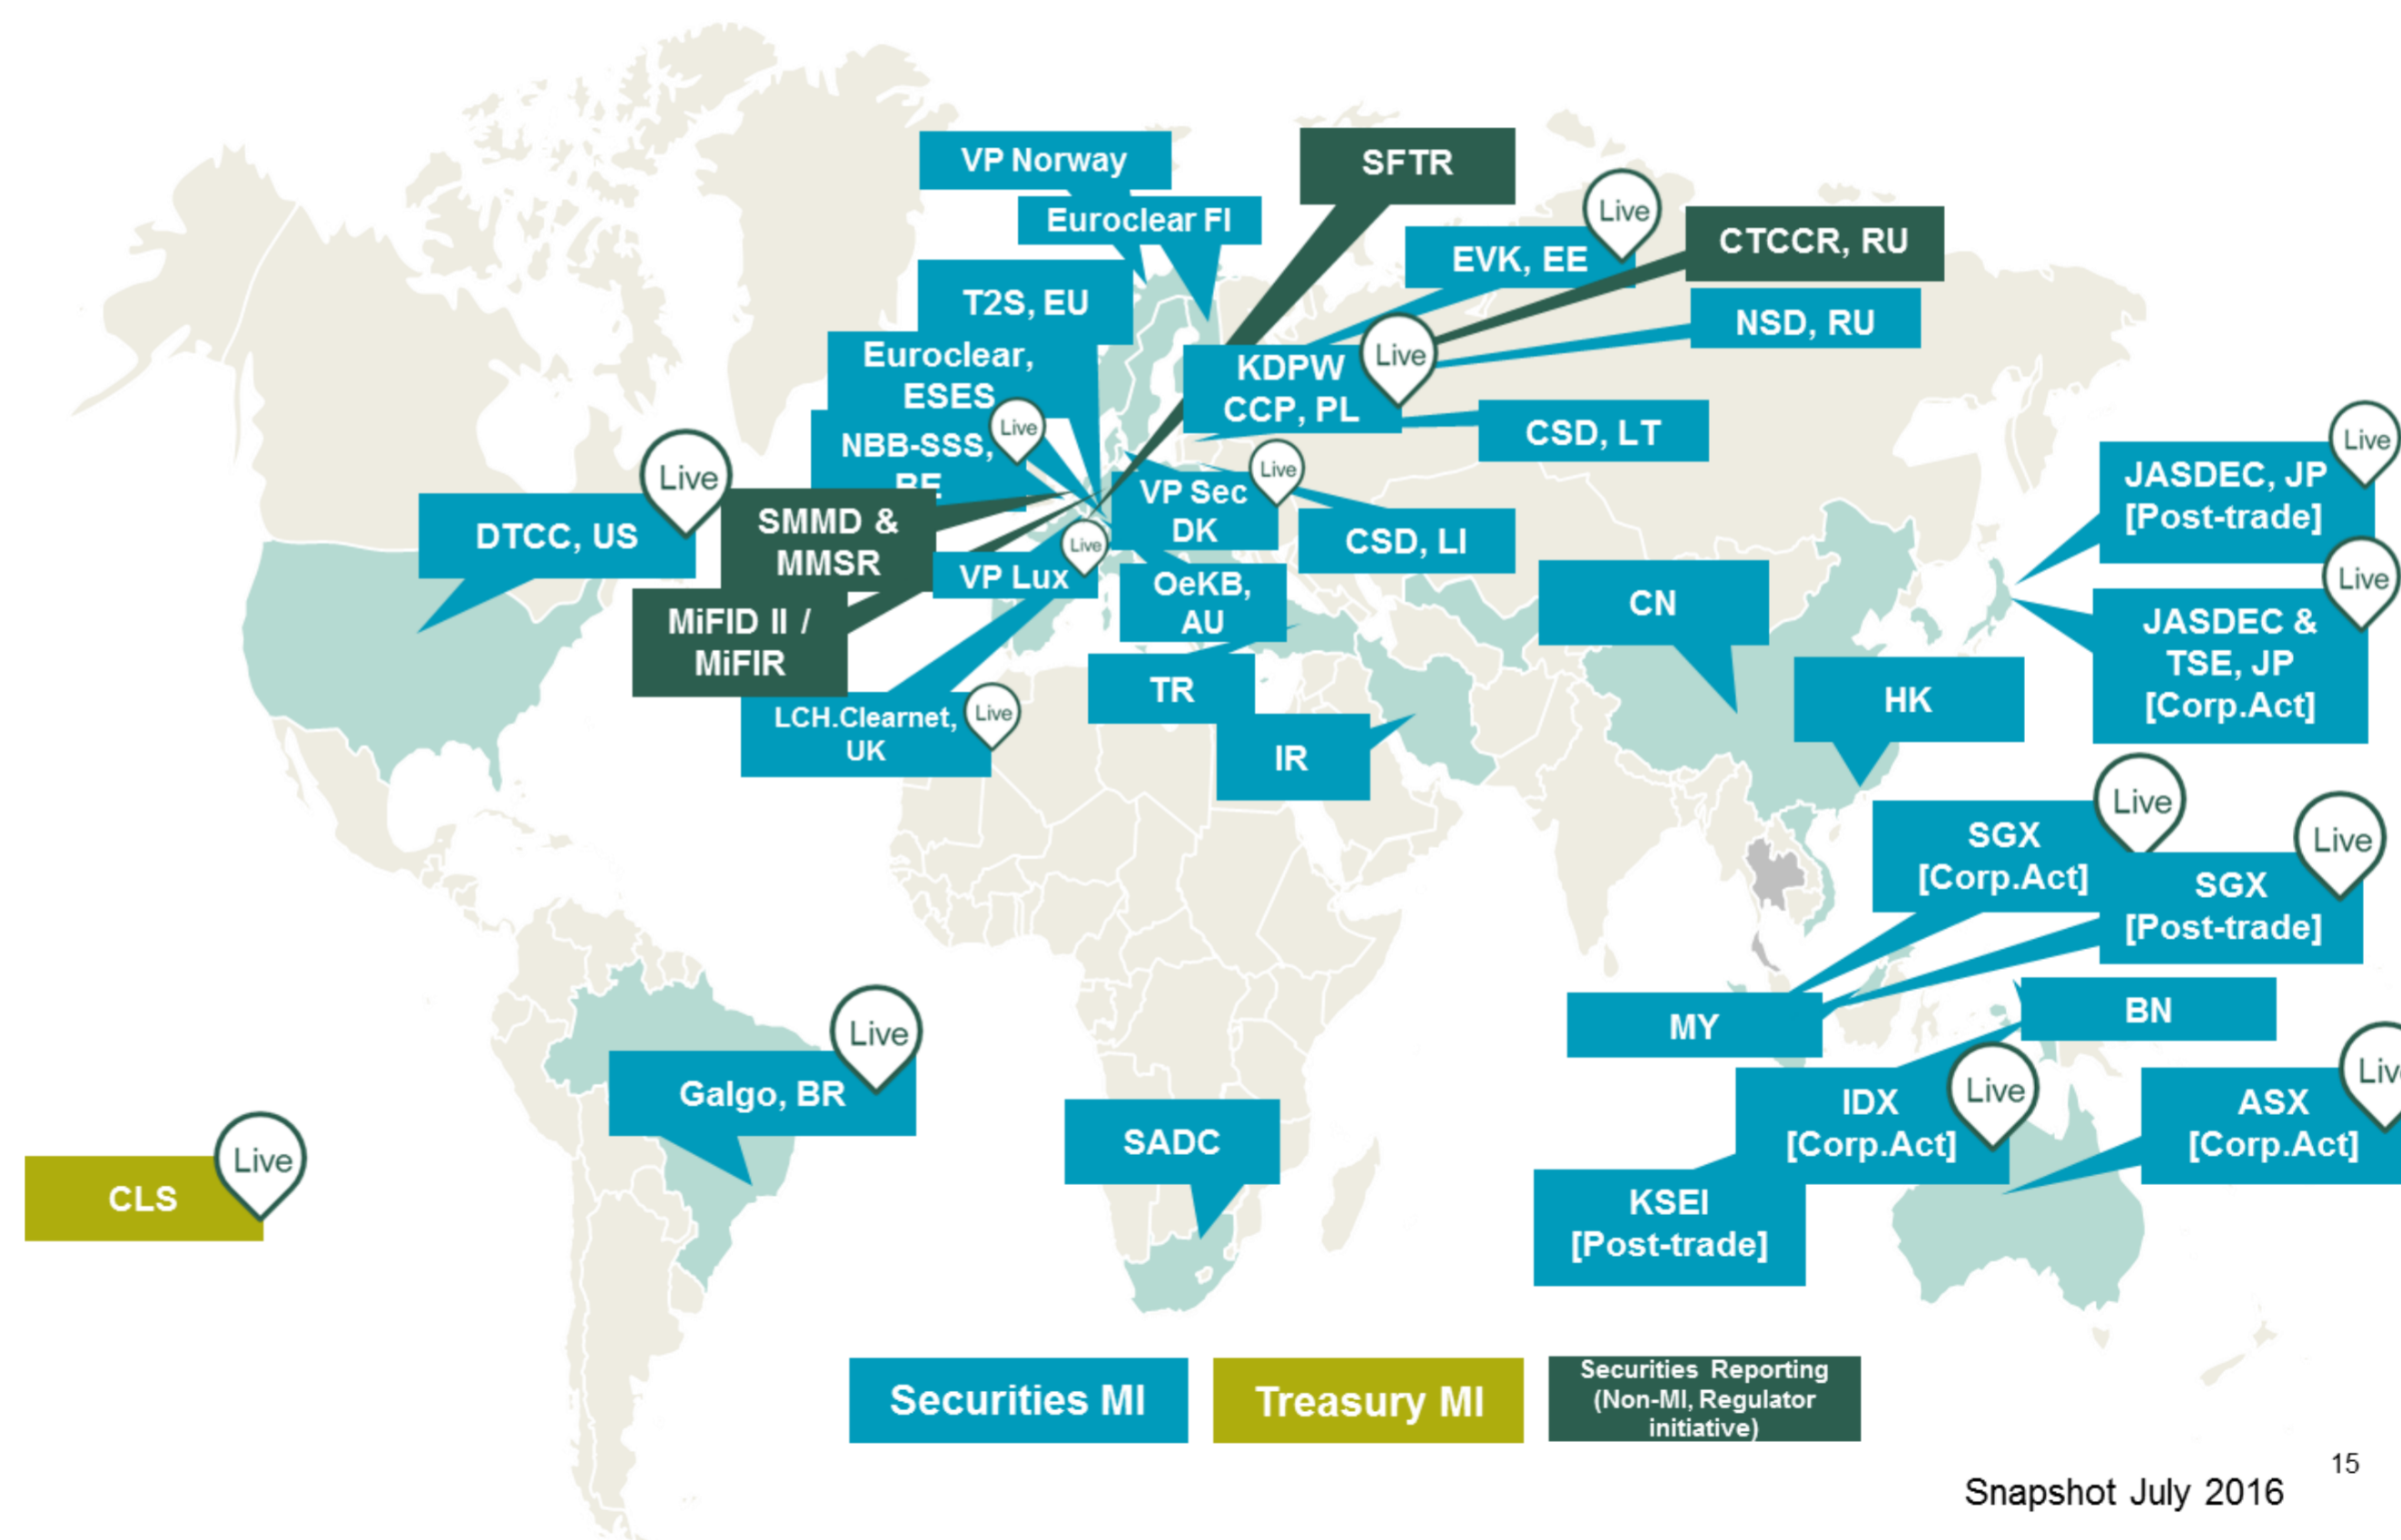 VP Norway
SFTR
Euroclear FI
Live
EVK, EE
CTCCR, RU
T2S, EU
NSD, RU
Euroclear,
ESES
KDPW
CCP, PL
Live
Live
NBB-SSS,
BE
CSD, LT
Live
DTCC, US
SMMD &
MMSR
VP Sec
DK
Live
CSD, LI
Live
JASDEC, JP
[Post-trade]
Live
VP Lux
Live
OeKB,
AU
CN
MiFID II /
MiFIR
JASDEC &
TSE, JP
[Corp.Act]
TR
HK
LCH.Clearnet,
UK
Live
IR
SGX
[Corp.Act]
Live
SGX
[Post-trade]
Live
MY
BN
Galgo, BR
Live
IDX
[Corp.Act]
Live
ASX
[Corp.Act]
Liv
SADC
CLS
Live
KSEI
[Post-trade]
Securities MI
Treasury MI
Securities Reporting
(Non-MI, Regulator
initiative)
15
Snapshot July 2016